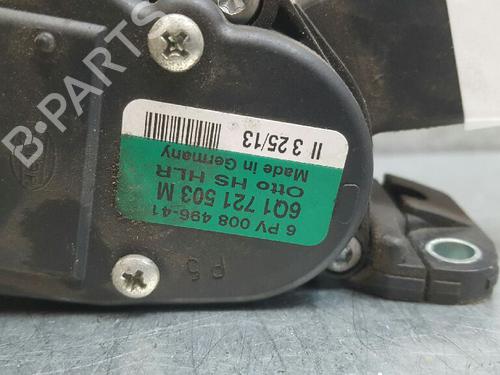 6 PV 008 496-41
6Q1 721 503 M
Otto HS HLR
Made in Germany
II 3 25/13
P5
B-PARTS